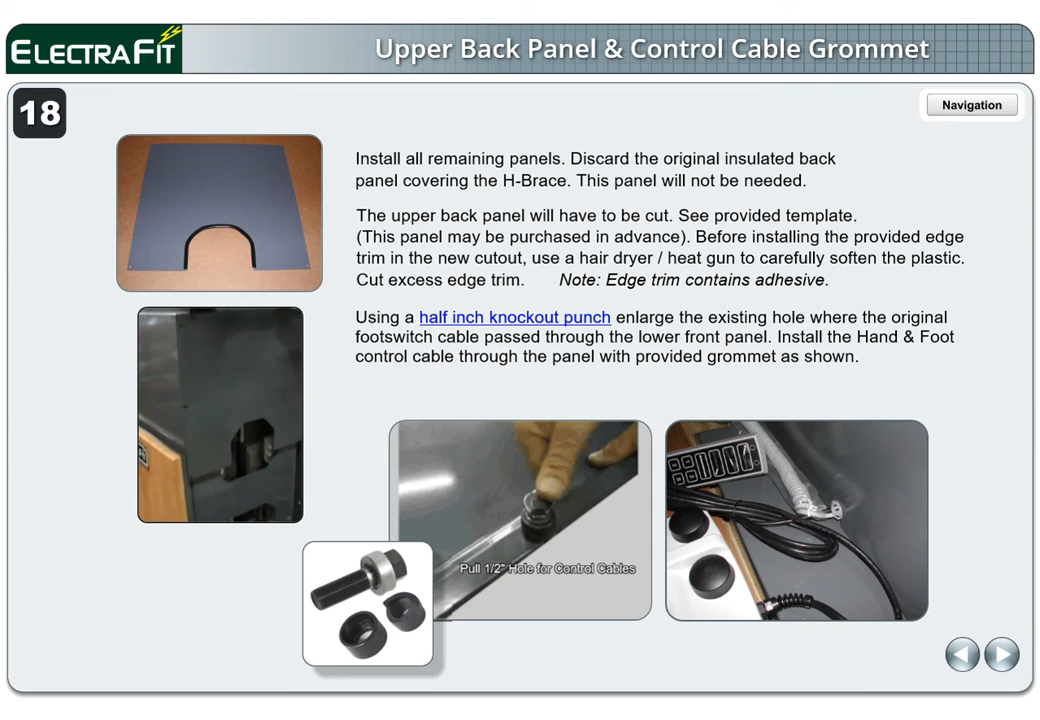 ELECTRAFIT
Upper Back Panel & Control Cable Grommet
18
Navigation
Install all remaining panels. Discard the original insulated back
panel covering the H-Brace. This panel will not be needed.
The upper back panel will have to be cut. See provided template.
(This panel may be purchased in advance). Before installing the provided edge
trim in the new cutout, use a hair dryer / heat gun to carefully soften the plastic.
Cut excess edge trim. Note: Edge trim contains adhesive.
Using a half inch knockout punch enlarge the existing hole where the original
footswitch cable passed through the lower front panel. Install the Hand & Foot
control cable through the panel with provided grommet as shown.
Pull 1/2" Hole for Control Cables